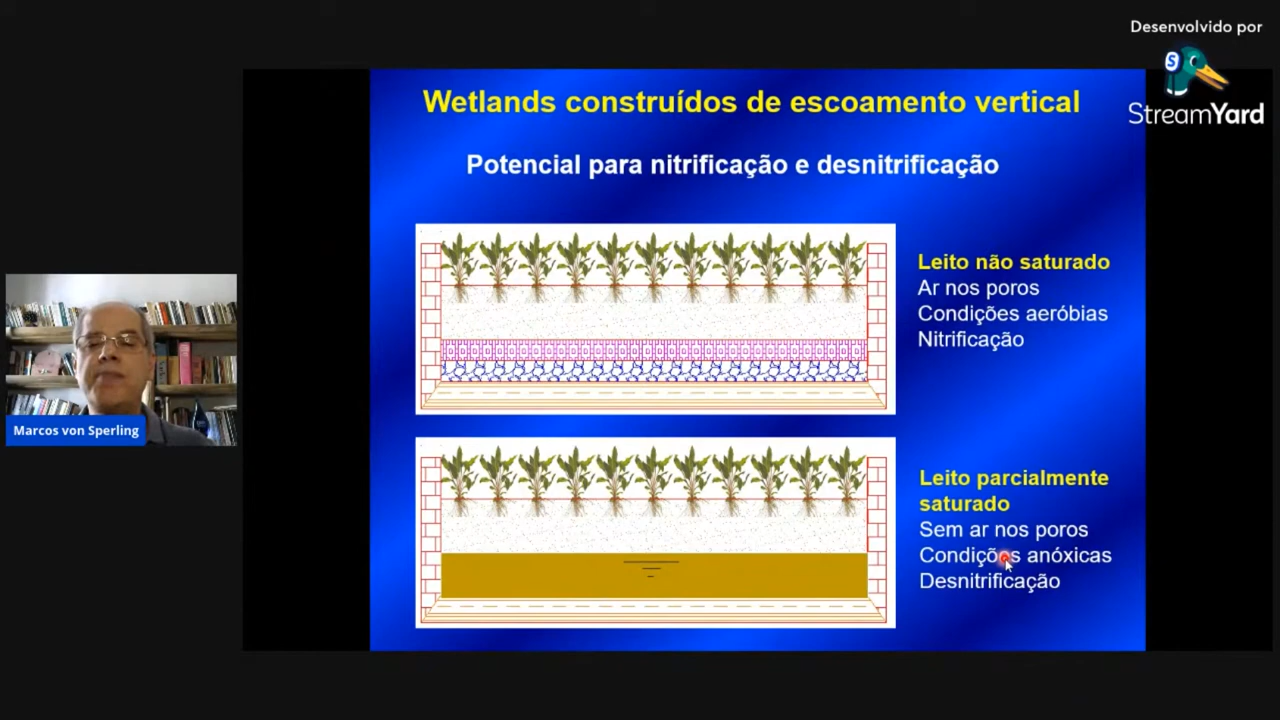 Desenvolvido por
StreamYard
Wetlands construídos de escoamento vertical
Potencial para nitrificação e desnitrificação
Leito não saturado
Ar nos poros
Condições aeróbias
Nitrificação
Marcos von Sperling
Leito parcialmente
saturado
Sem ar nos poros
Condições anóxicas
Desnitrificação